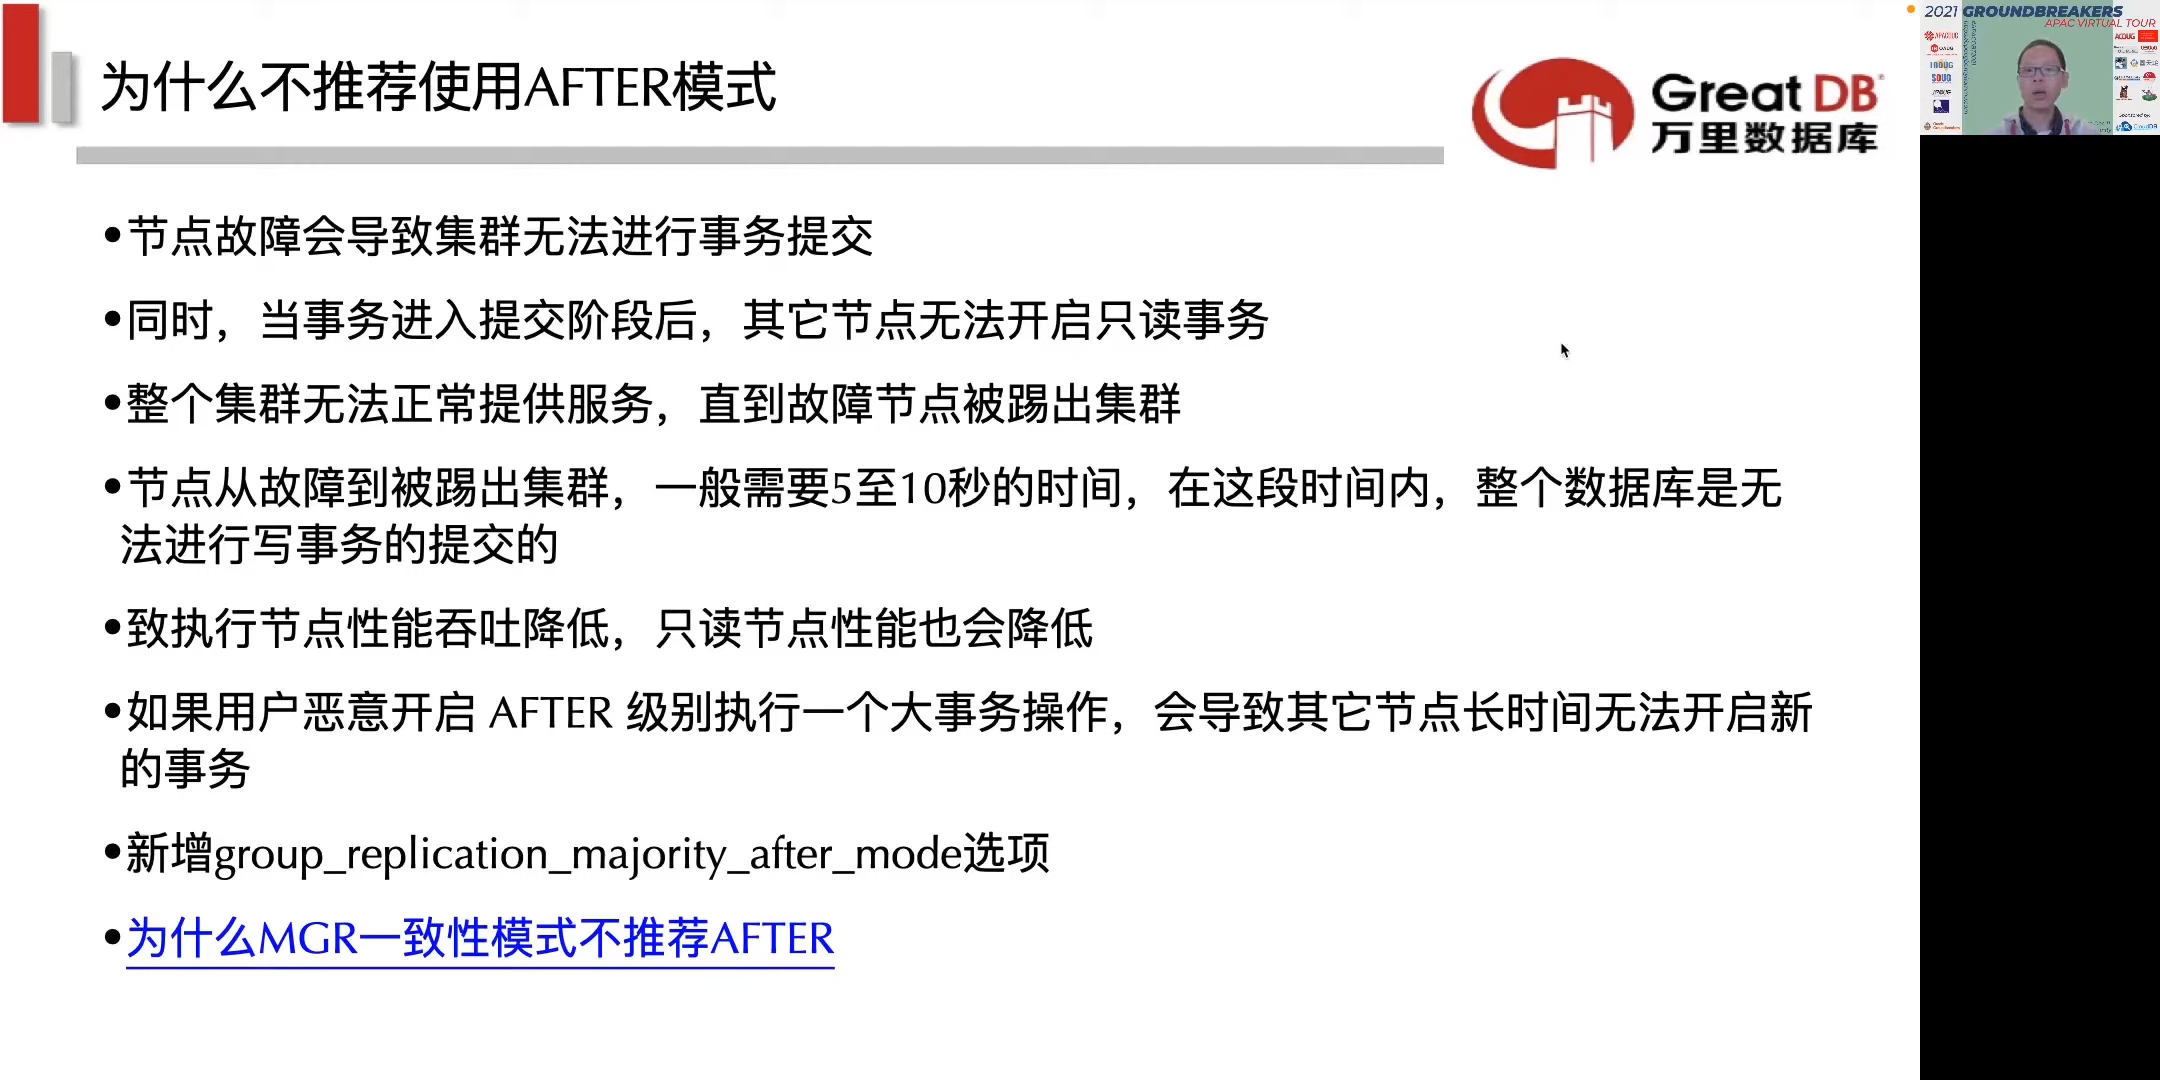 为什么不推荐使用AFTER模式
Great DB
万里数据库
•节点故障会导致集群无法进行事务提交
•同时，当事务进入提交阶段后，其它节点无法开启只读事务
•整个集群无法正常提供服务，直到故障节点被踢出集群
•节点从故障到被踢出集群，一般需要5至10秒的时间，在这段时间内，整个数据库是无
法进行写事务的提交的
•致执行节点性能吞吐降低，只读节点性能也会降低
•如果用户恶意开启 AFTER 级别执行一个大事务操作，会导致其它节点长时间无法开启新
的事务
•新增group_replication_majority_after_mode选项
•为什么MGR一致性模式不推荐AFTER
2021 GROUNDBREAKERS
APAC VIRTUAL TOUR